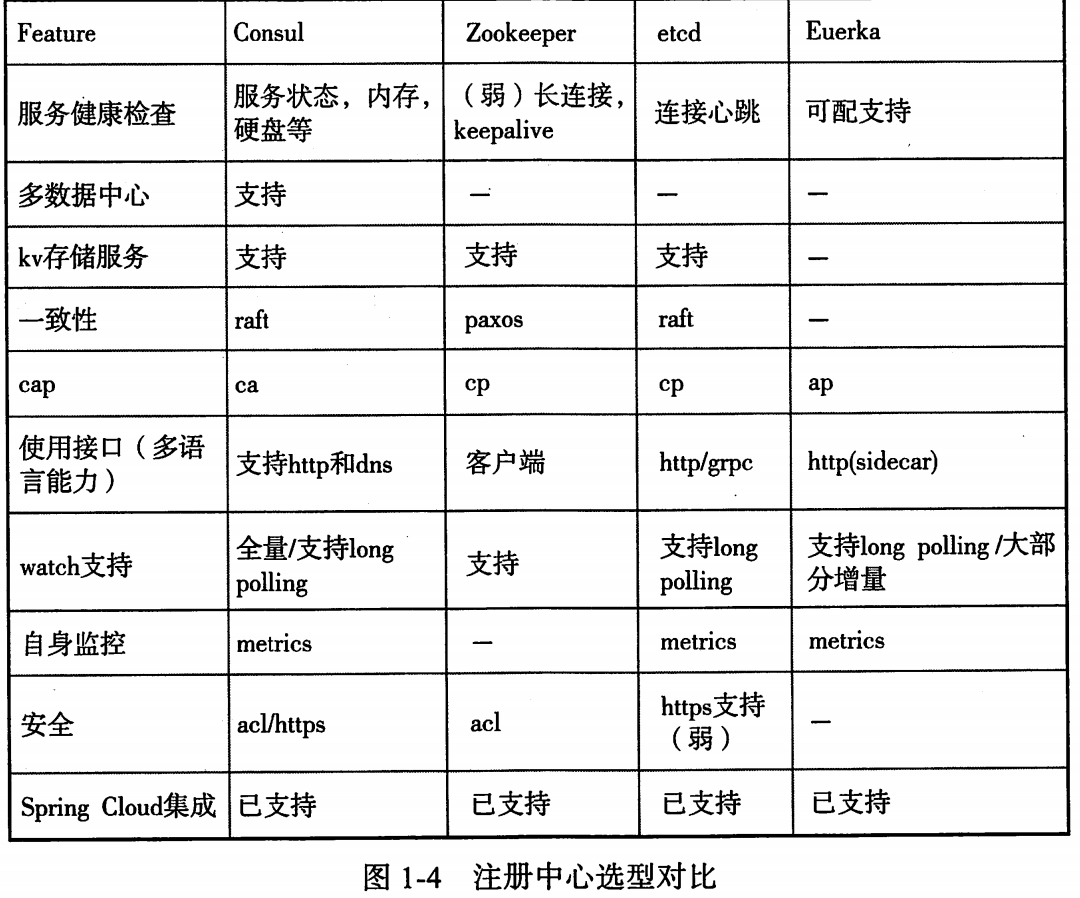 Feature Consul Zookeeper etcd Euerka
服务健康检查 服务状态，内存，硬盘等 （弱）长连接，keepalive 连接心跳 可配支持
多数据中心 支持 — — —
kv存储服务 支持 支持 支持 —
一致性 raft paxos raft —
cap ca cp cp ap
使用接口（多语言能力） 支持http和dns 客户端 http/grpc http(sidecar)
watch支持 全量/支持long polling 支持 支持long polling 支持long polling /大部分增量
自身监控 metrics — metrics metrics
安全 acl/https acl https支持（弱） —
Spring Cloud集成 已支持 已支持 已支持 已支持
图 1-4 注册中心选型对比